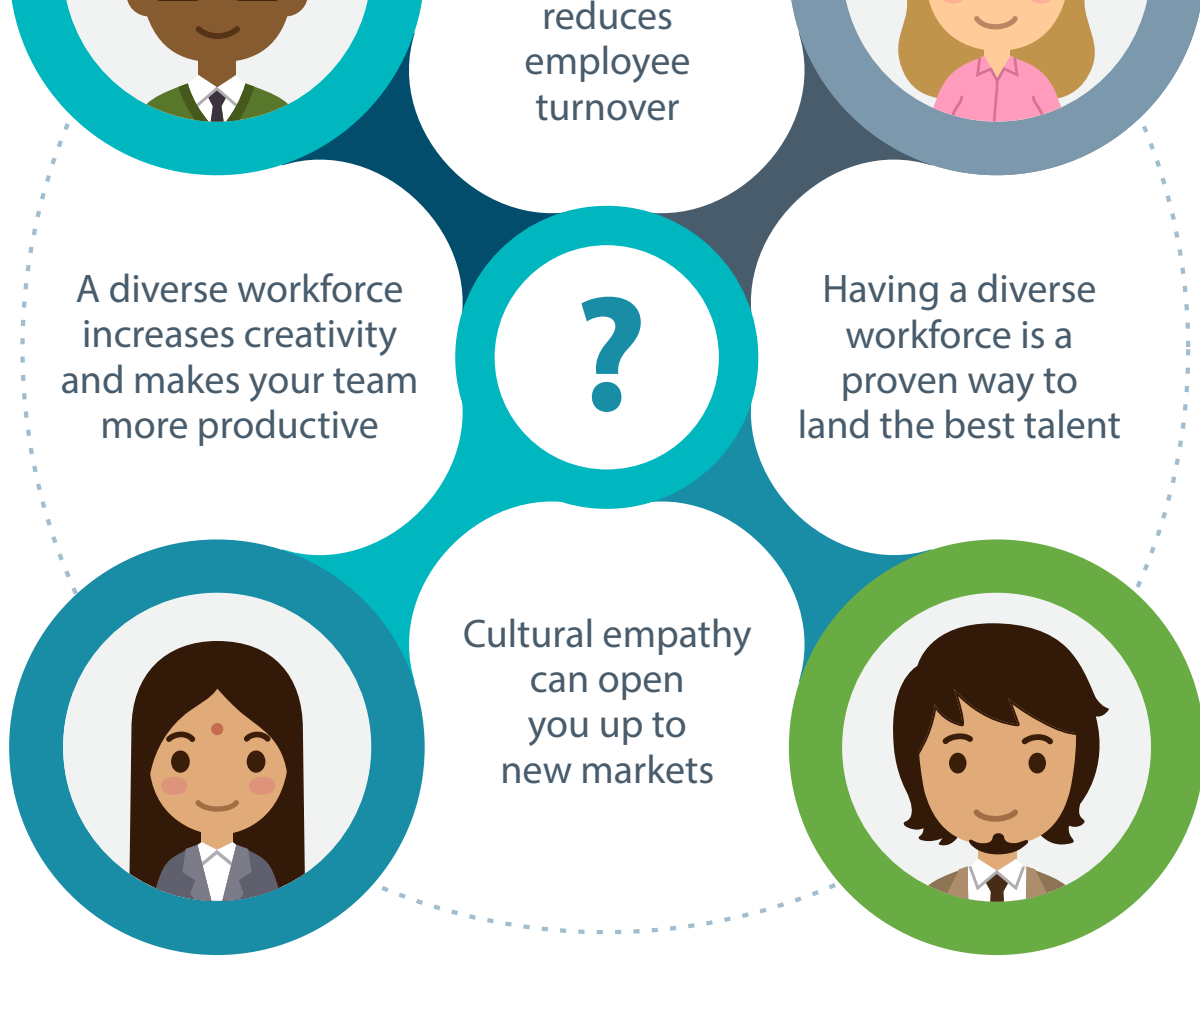 reduces
employee
turnover
A diverse workforce
increases creativity
and makes your team
more productive
?
Having a diverse
workforce is a
proven way to
land the best talent
Cultural empathy
can open
you up to
new markets